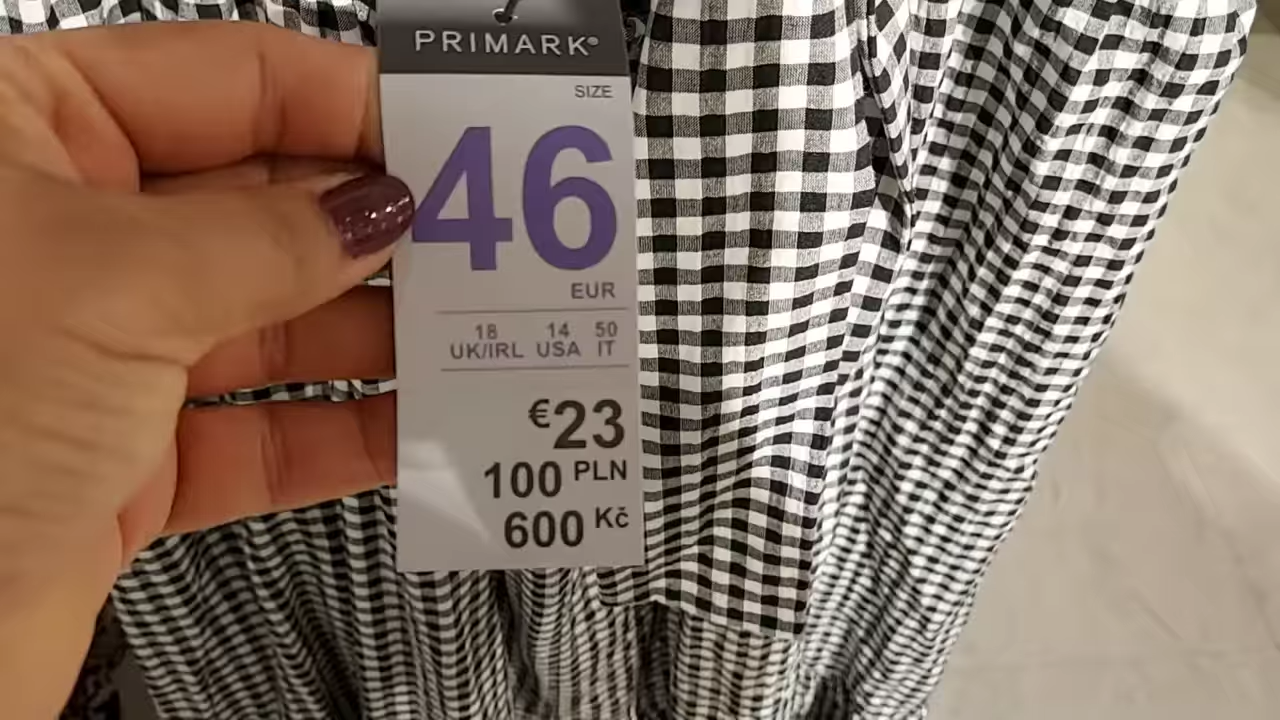 PRIMARK®
SIZE
46
EUR
18 14 50
UK/IRL USA IT
€23
100 PLN
600 Kč